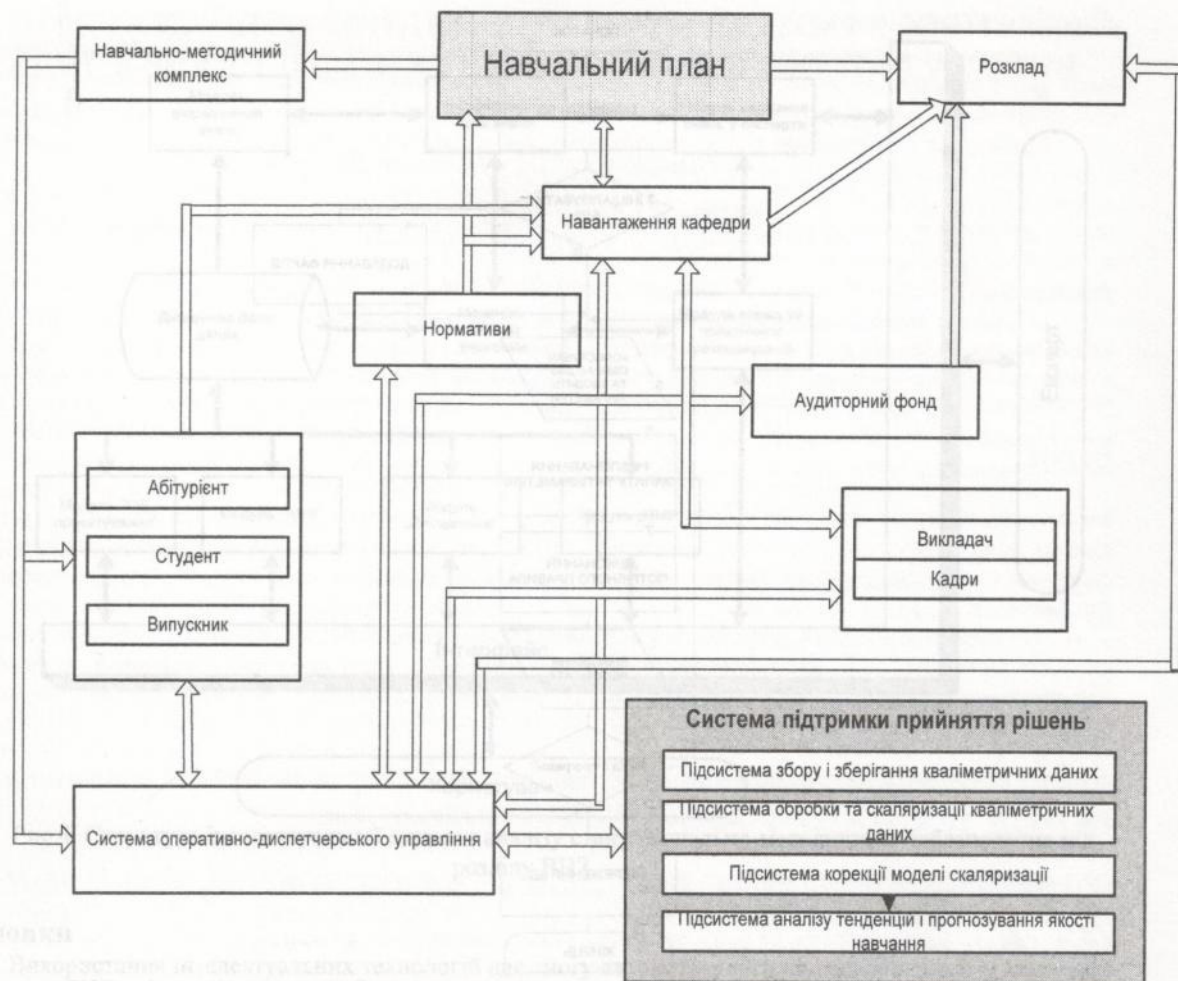 Навчально-методичний
комплекс
Навчальний план
Розклад
Навантаження кафедри
Нормативи
Аудиторний фонд
Абітурієнт
Студент
Випускник
Викладач
Кадри
Система підтримки прийняття рішень
Підсистема збору і зберігання кваліметричних даних
Підсистема обробки та скаляризації кваліметричних
даних
Підсистема корекції моделі скаляризації
Підсистема аналізу тенденцій і прогнозування якості
навчання
Система оперативно-диспетчерського управління